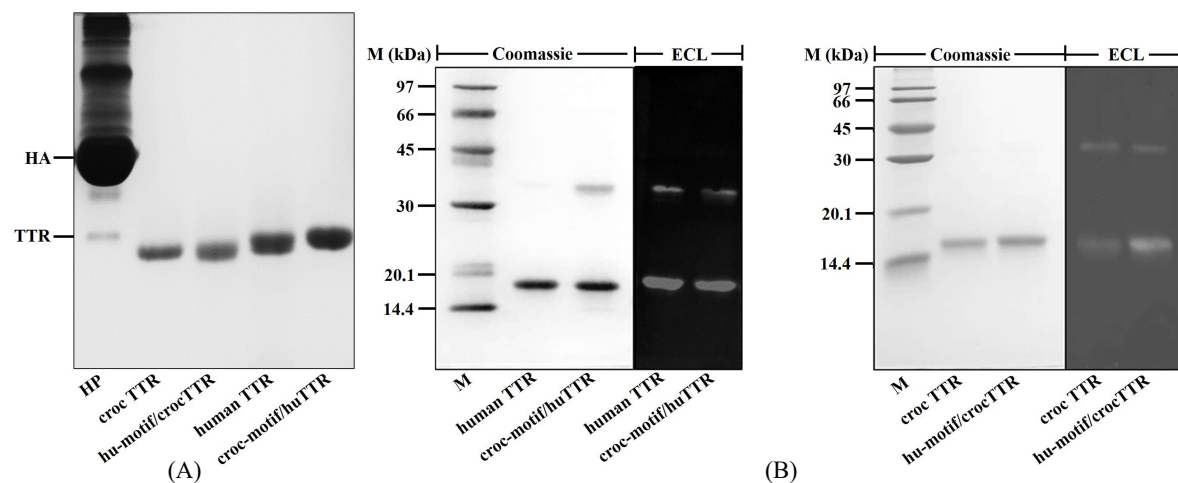 M (kDa) Coomassie ECL
M (kDa) Coomassie ECL
HA
TTR
97
66
45
30
20.1
14.4
97
66
45
30
20.1
14.4
HP
croc TTR
hu-motif/crocTTR
human TTR
croc-motif/huTTR
M
human TTR
croc-motif/huTTR
human TTR
croc-motif/huTTR
M
croc TTR
hu-motif/crocTTR
croc TTR
hu-motif/crocTTR
(A)
(B)